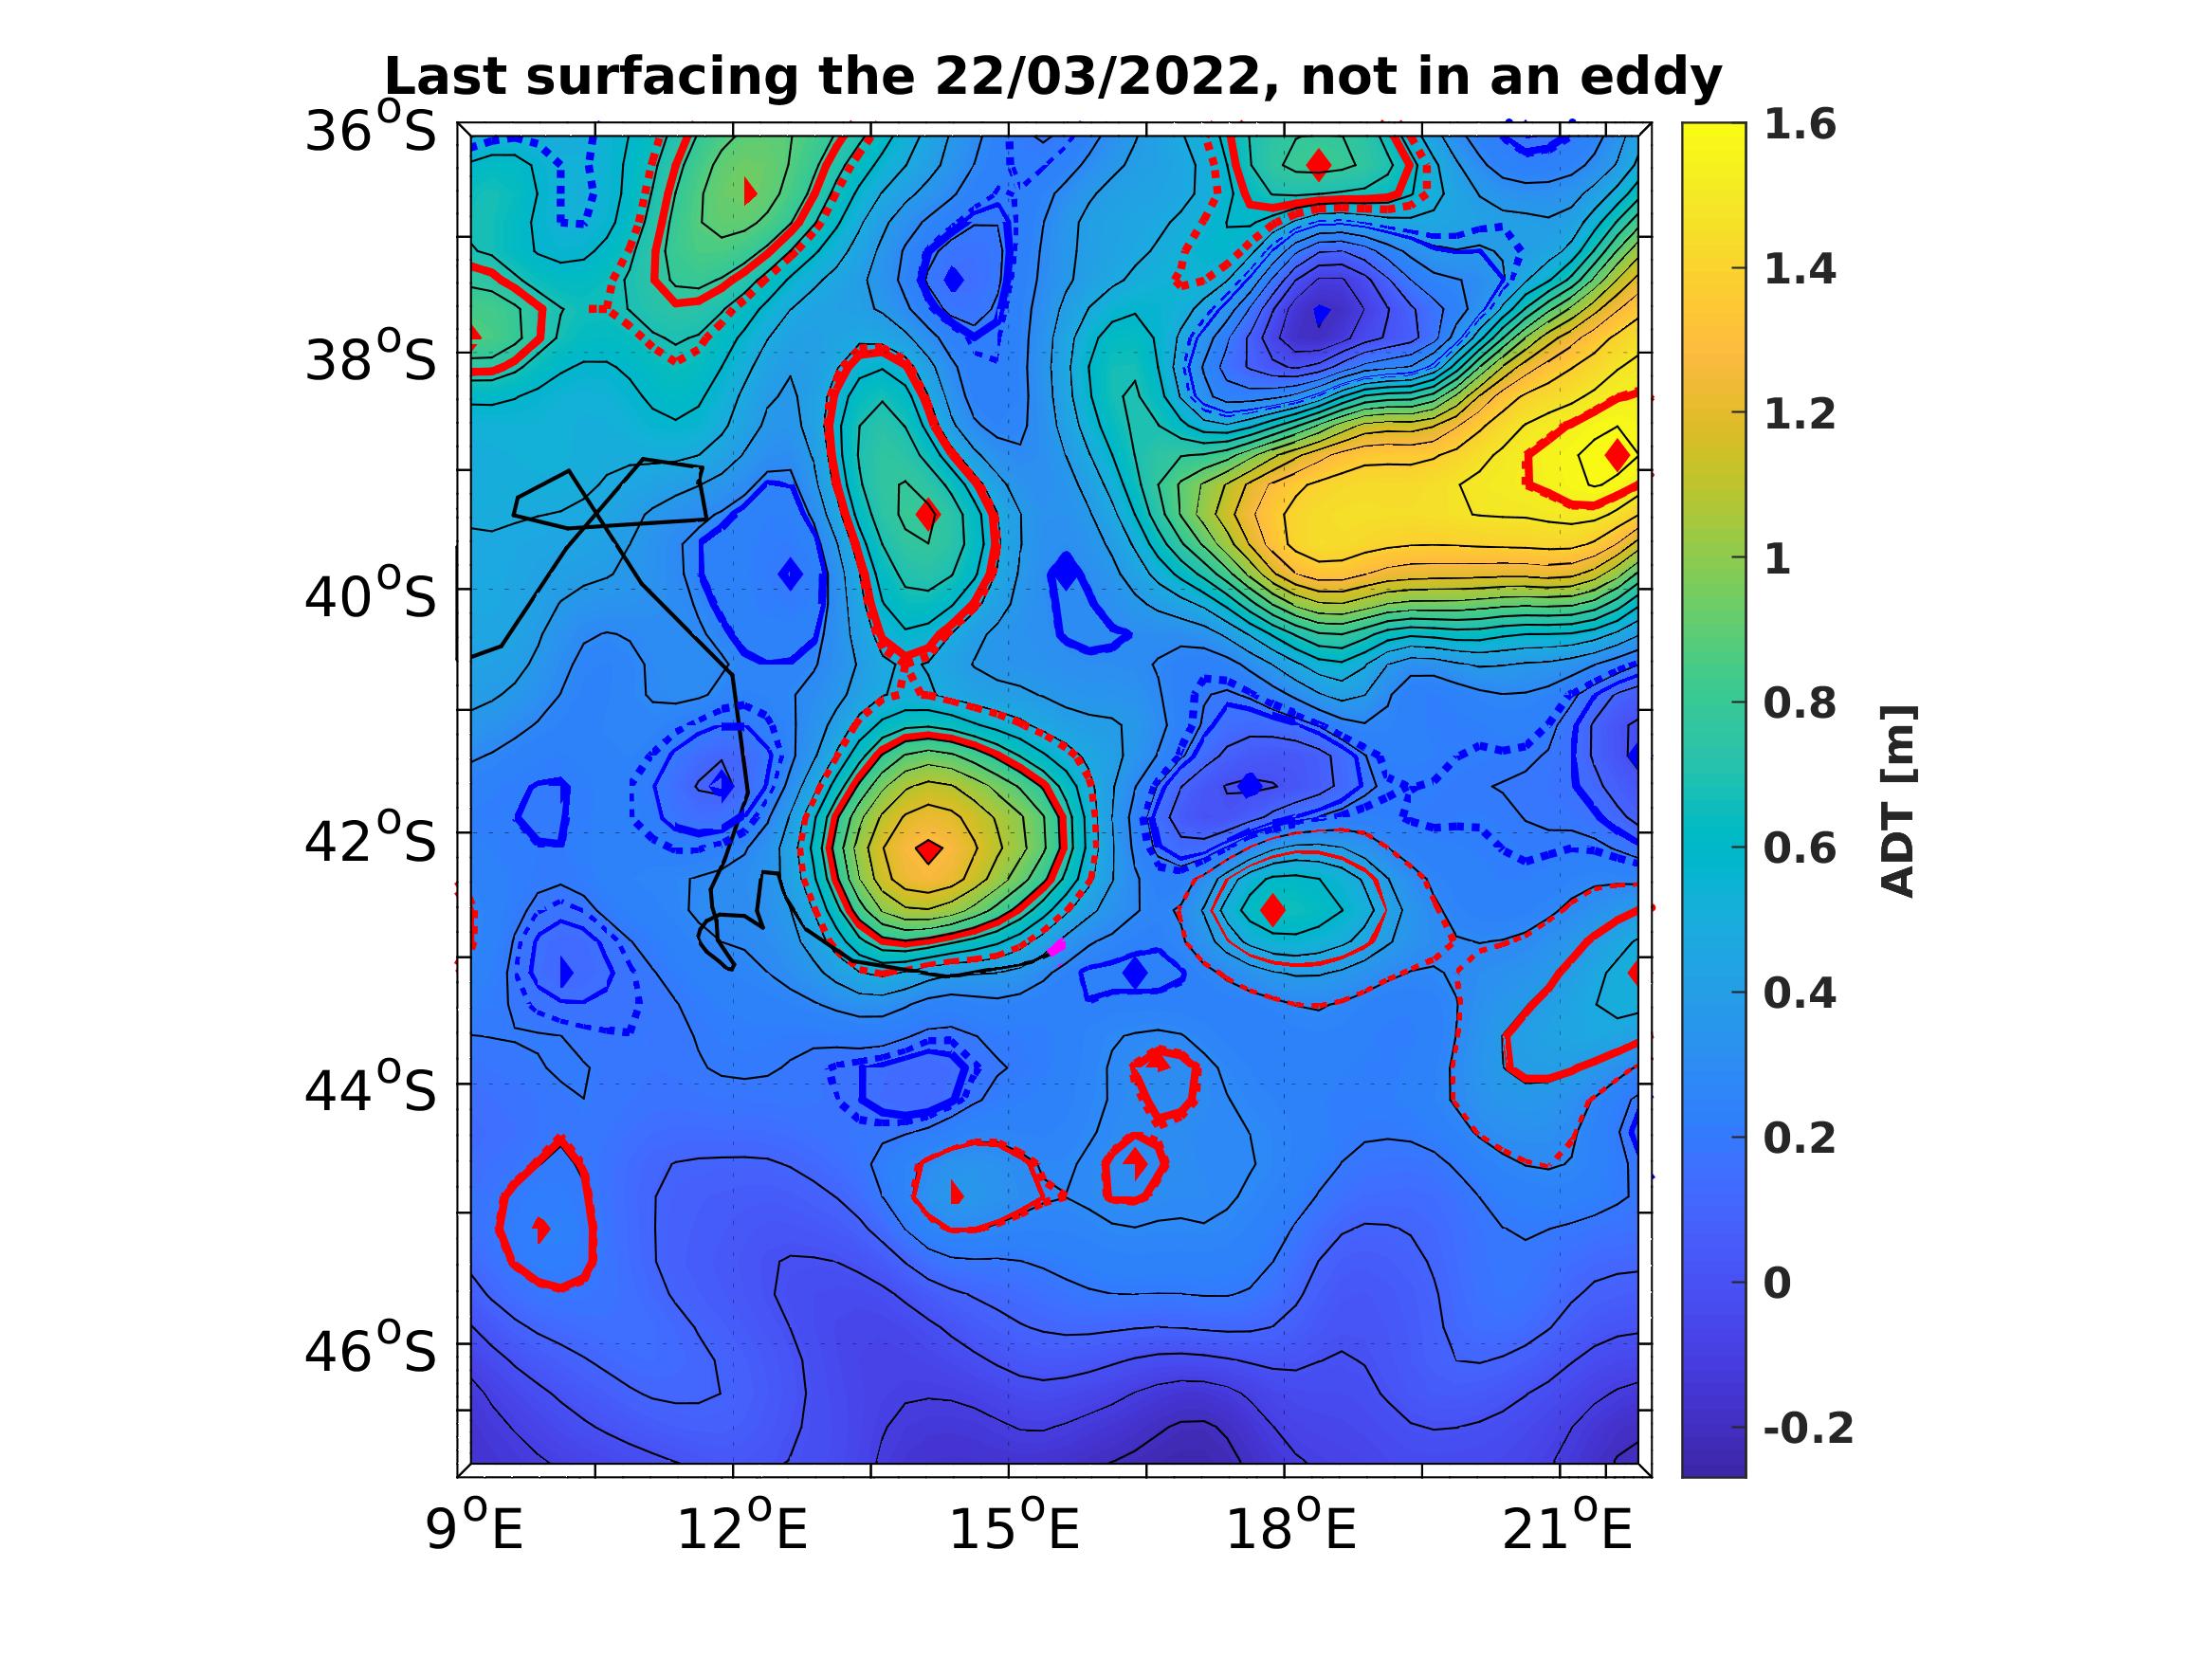 Last surfacing the 22/03/2022, not in an eddy
36°S
38°S
40°S
42°S
44°S
46°S
9°E
12°E
15°E
18°E
21°E
1.6
1.4
1.2
1
0.8
0.6
0.4
0.2
0
-0.2
ADT [m]